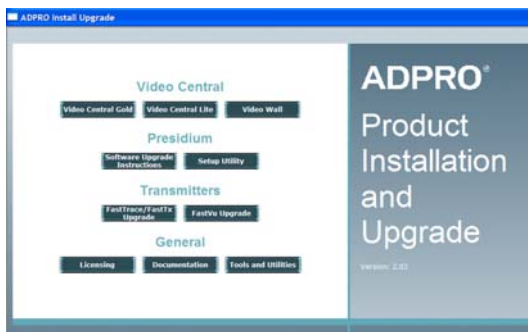 ADPRO Install Upgrade
Video Central
Video Central Gold
Video Central Lite
Video Wall
Presidium
Software Upgrade
Instructions
Setup Utility
Transmitters
FastTrace/FastTx
Upgrade
FastVu Upgrade
General
Licensing
Documentation
Tools and Utilities
ADPRO®
Product
Installation
and
Upgrade
Version: